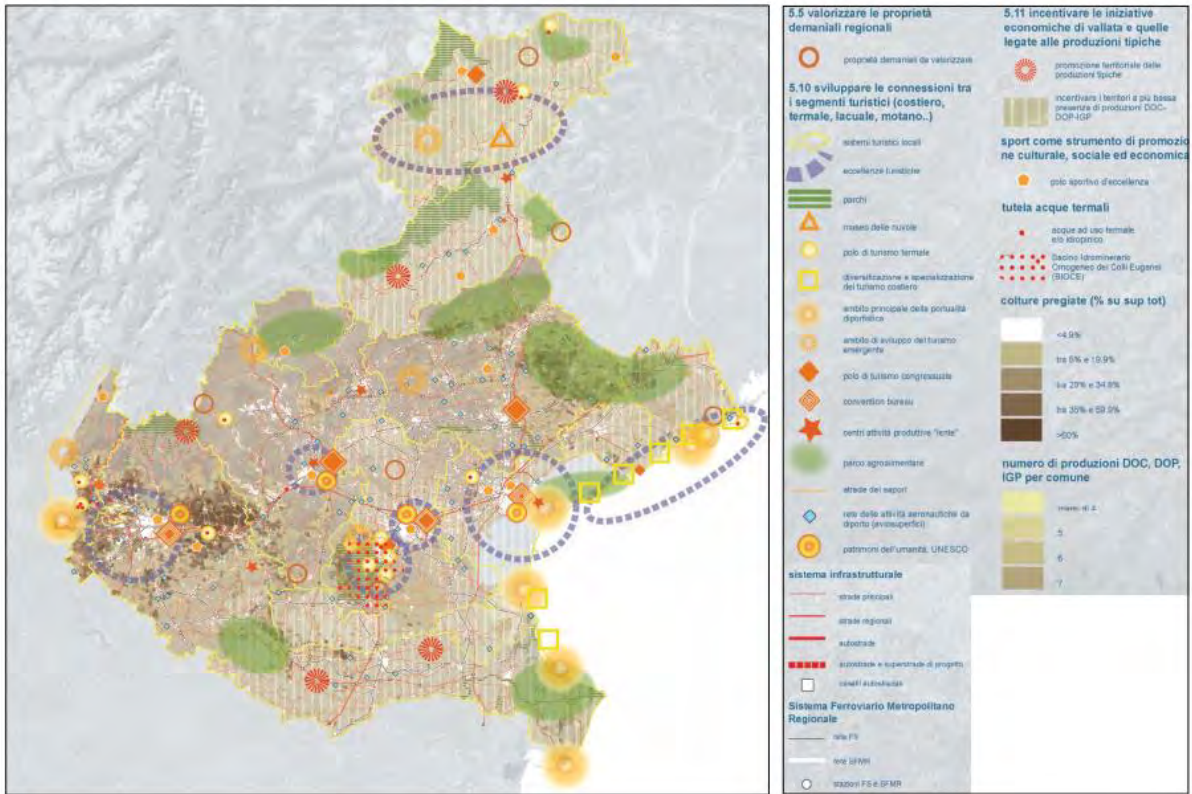 5.5 valorizzare le proprietà
demaniali regionali
proprietà demaniali da valorizzare
5.10 sviluppare le connessioni tra
i segmenti turistici (costiero,
termale, lacuale, motano..)
sistemi turistici locali
eccellenze turistiche
parchi
museo delle nuvole
polo di turismo termale
diversificazione e specializzazione
del turismo costiero
ambito principale della portualità
diportistica
ambito di sviluppo del turismo
emergente
polo di turismo congressuale
convention bureau
centri attività produttive "lente"
parco agroalimentare
strade dei sapori
rete delle attività aeronautiche da
diporto (aviosuperfici)
patrimoni dell'umanità, UNESCO
sistema infrastrutturale
strade principali
strade regionali
autostrade
autostrade e superstrade di progetto
caselli autostradali
Sistema Ferroviario Metropolitano
Regionale
rete FS
rete SFMR
stazioni FS e SFMR
5.11 incentivare le iniziative
economiche di vallata e quelle
legate alle produzioni tipiche
promozione territoriale delle
produzioni tipiche
incentivare i territori a più bassa
presenza di produzioni DOC-
DOP-IGP
sport come strumento di promozio
ne culturale, sociale ed economica
polo sportivo d'eccellenza
tutela acque termali
acque ad uso termale
e/o idropinico
Bacino Idrominerario
Omogeneo dei Colli Euganei
(BIOCE)
colture pregiate (% su sup tot)
<4.9%
tra 5% e 19.9%
tra 20% e 34.9%
tra 35% e 59.9%
>60%
numero di produzioni DOC, DOP,
IGP per comune
meno di 4
5
6
7